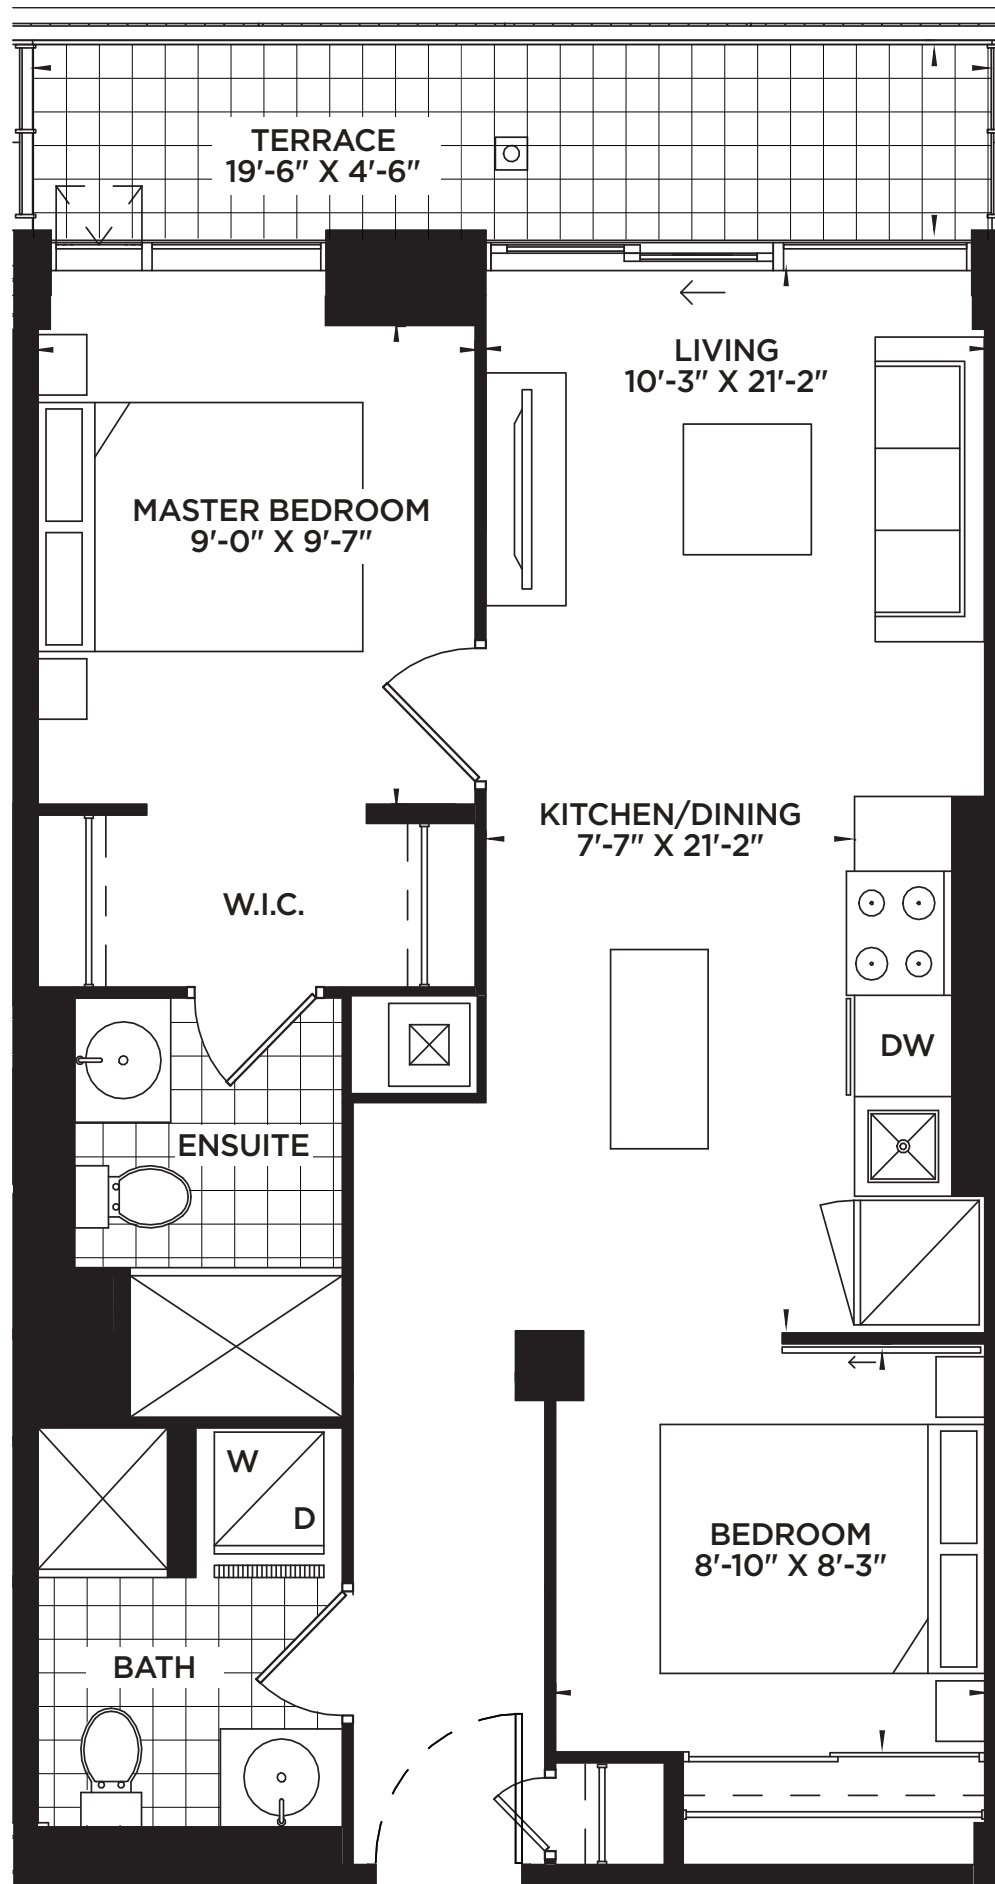 TERRACE
19'-6" X 4'-6"
LIVING
10'-3" X 21'-2"
MASTER BEDROOM
9'-0" X 9'-7"
KITCHEN/DINING
7'-7" X 21'-2"
W.I.C.
DW
ENSUITE
W
D
BEDROOM
8'-10" X 8'-3"
BATH